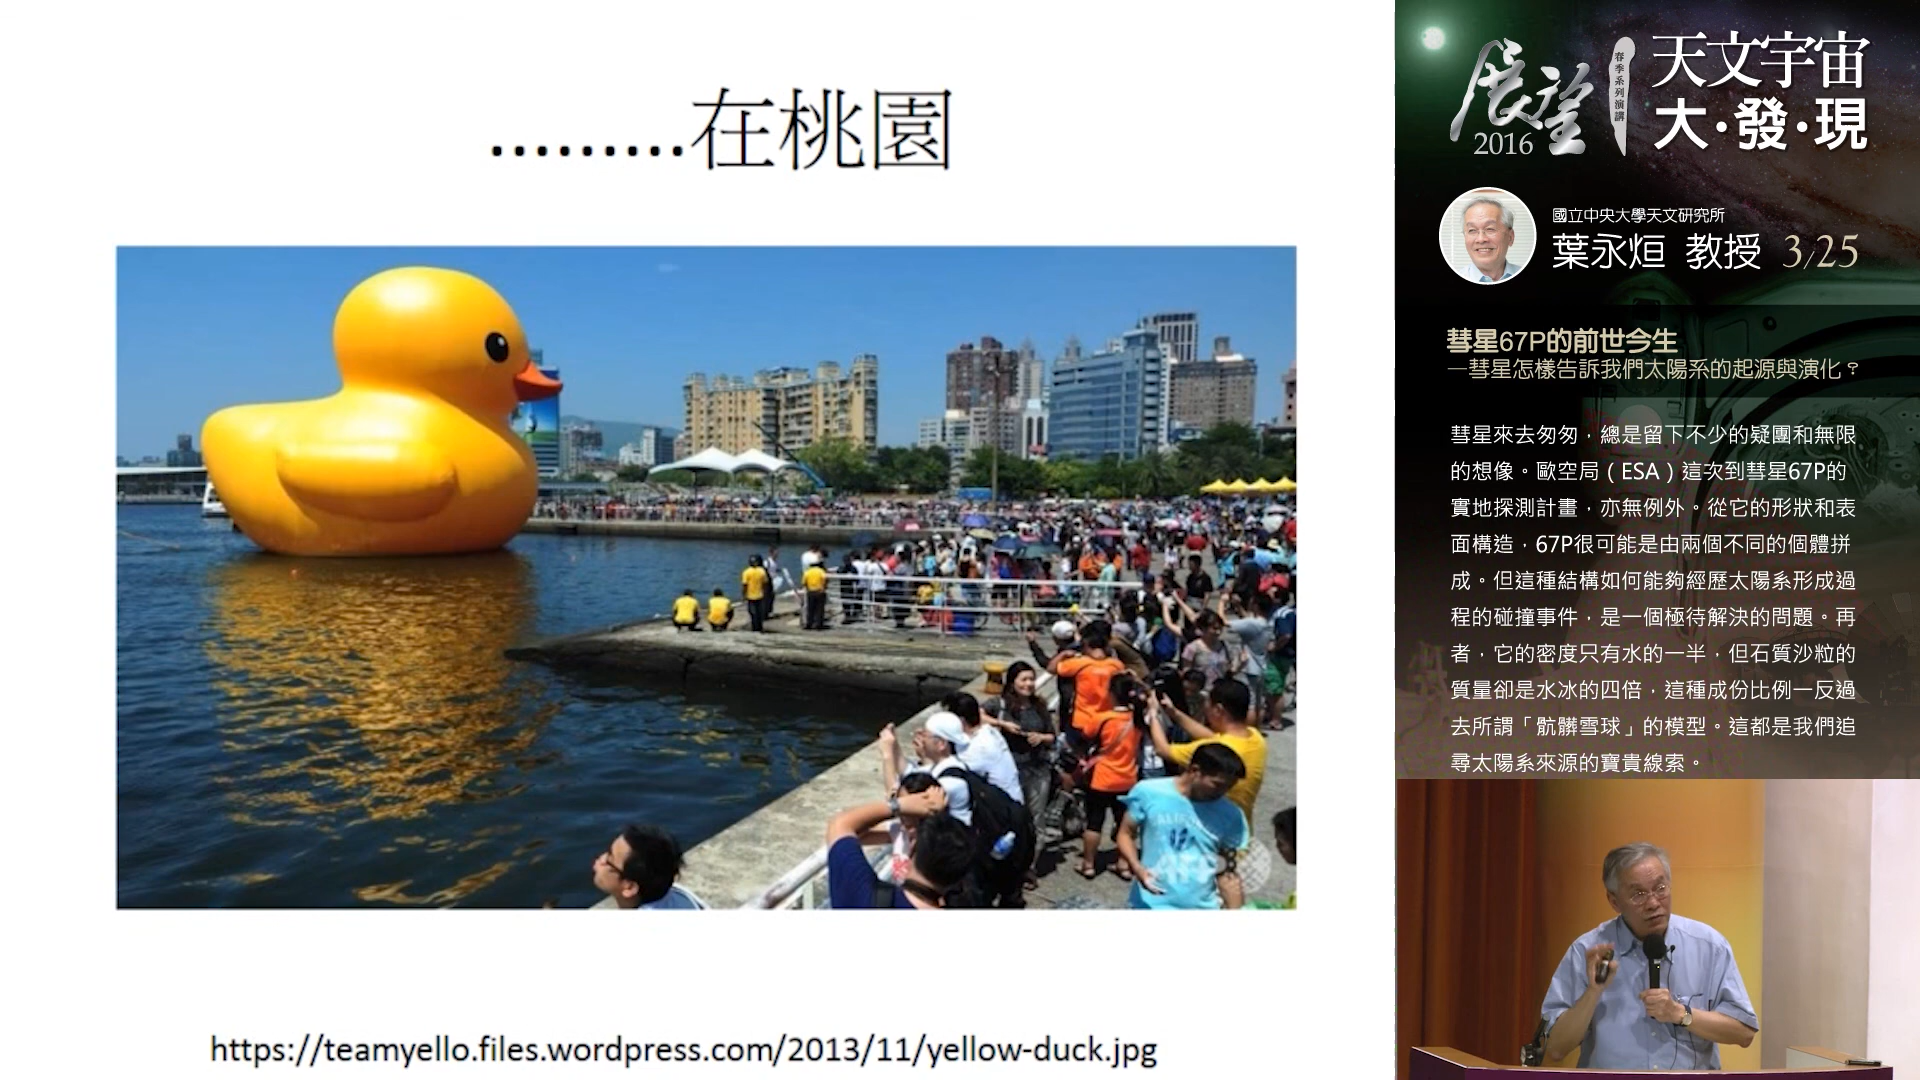 .........在桃園
https://teamyello.files.wordpress.com/2013/11/yellow-duck.jpg
展望
2016
春季系列演講
天文宇宙
大·發·現
國立中央大學天文研究所
葉永烜 教授 3/25
彗星67P的前世今生
—彗星怎樣告訴我們太陽系的起源與演化？
彗星來去匆匆，總是留下不少的疑團和無限
的想像。歐空局（ESA）這次到彗星67P的
實地探測計畫，亦無例外。從它的形狀和表
面構造，67P很可能是由兩個不同的個體拼
成。但這種結構如何能夠經歷太陽系形成過
程的碰撞事件，是一個極待解決的問題。再
者，它的密度只有水的一半，但石質沙粒的
質量卻是水冰的四倍，這種成份比例一反過
去所謂「骯髒雪球」的模型。這都是我們追
尋太陽系來源的寶貴線索。